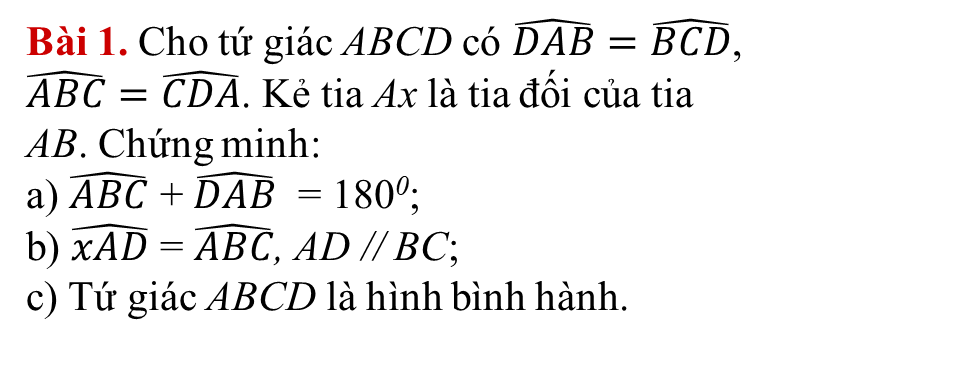 Bài 1. Cho tứ giác ABCD có \widehat{DAB} = \widehat{BCD},
\widehat{ABC} = \widehat{CDA}. Kẻ tia Ax là tia đối của tia
AB. Chứng minh:
a) \widehat{ABC} + \widehat{DAB} = 180⁰;
b) \widehat{xAD} = \widehat{ABC}, AD // BC;
c) Tứ giác ABCD là hình bình hành.